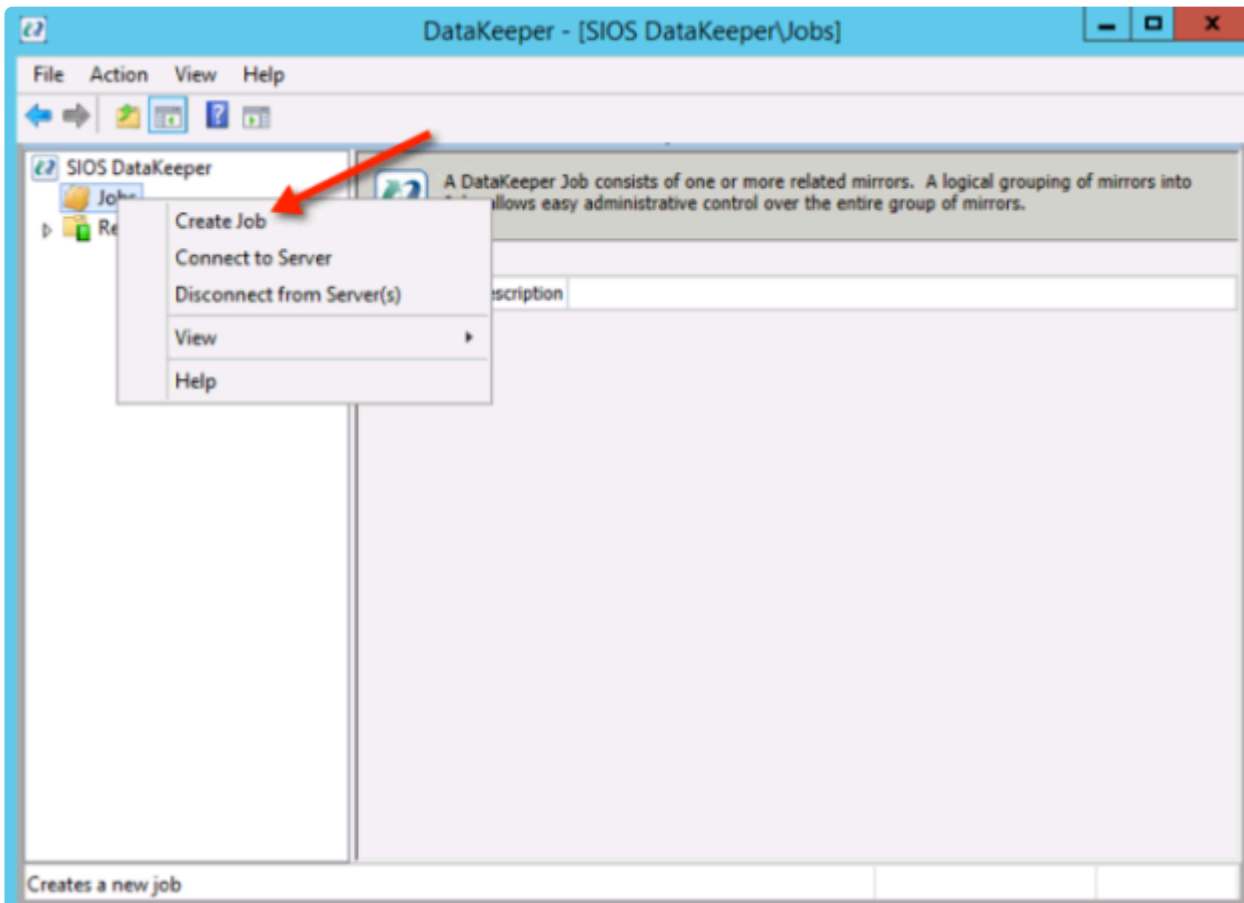 DataKeeper - [SIOS DataKeeper\Jobs]
File Action View Help
SIOS DataKeeper
Jobs
Create Job
Connect to Server
Disconnect from Server(s)
View
Help
A DataKeeper Job consists of one or more related mirrors. A logical grouping of mirrors into
allows easy administrative control over the entire group of mirrors.
Creates a new job